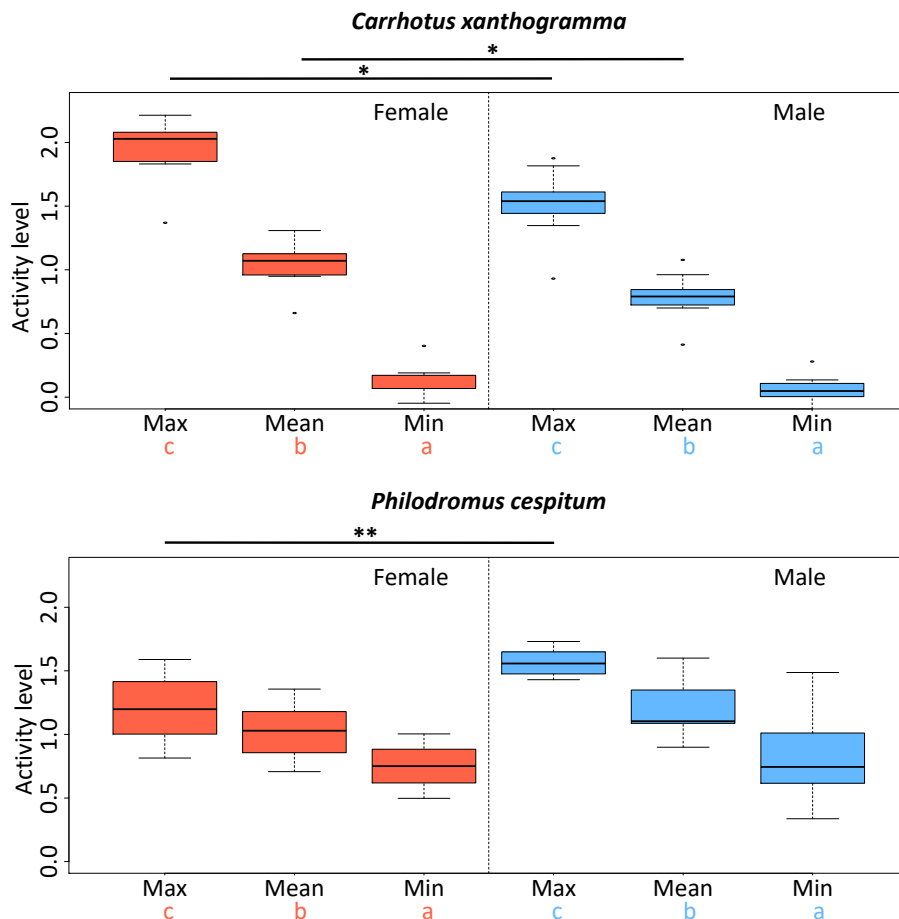 Carrhotus xanthogramma
*
*
Female Male
Activity level
2.0
1.5
1.0
0.5
0.0
Max Mean Min Max Mean Min
c b a c b a
Philodromus cespitum
**
Female Male
Activity level
2.0
1.5
1.0
0.5
0.0
Max Mean Min Max Mean Min
c b a c b a